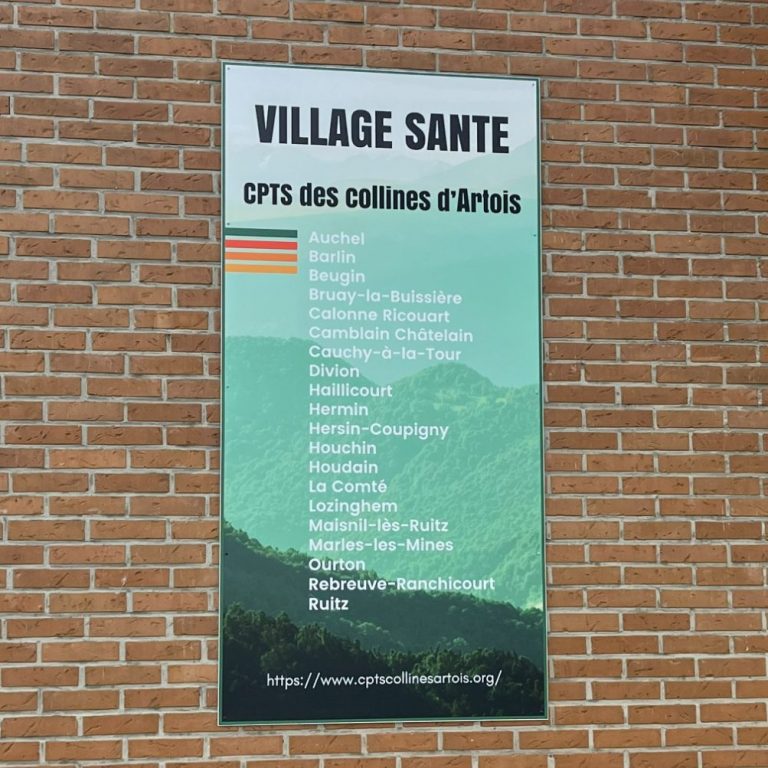 VILLAGE SANTE
CPTS des collines d'Artois
Auchel
Barlin
Beugin
Bruay-la-Buissière
Calonne Ricouart
Camblain Châtelain
Cauchy-à-la-Tour
Divion
Haillicourt
Hermin
Hersin-Coupigny
Houchin
Houdain
La Comté
Lozinghem
Maisnil-lès-Ruitz
Marles-les-Mines
Ourton
Rebreuve-Ranchicourt
Ruitz
https://www.cptscollinesartois.org/